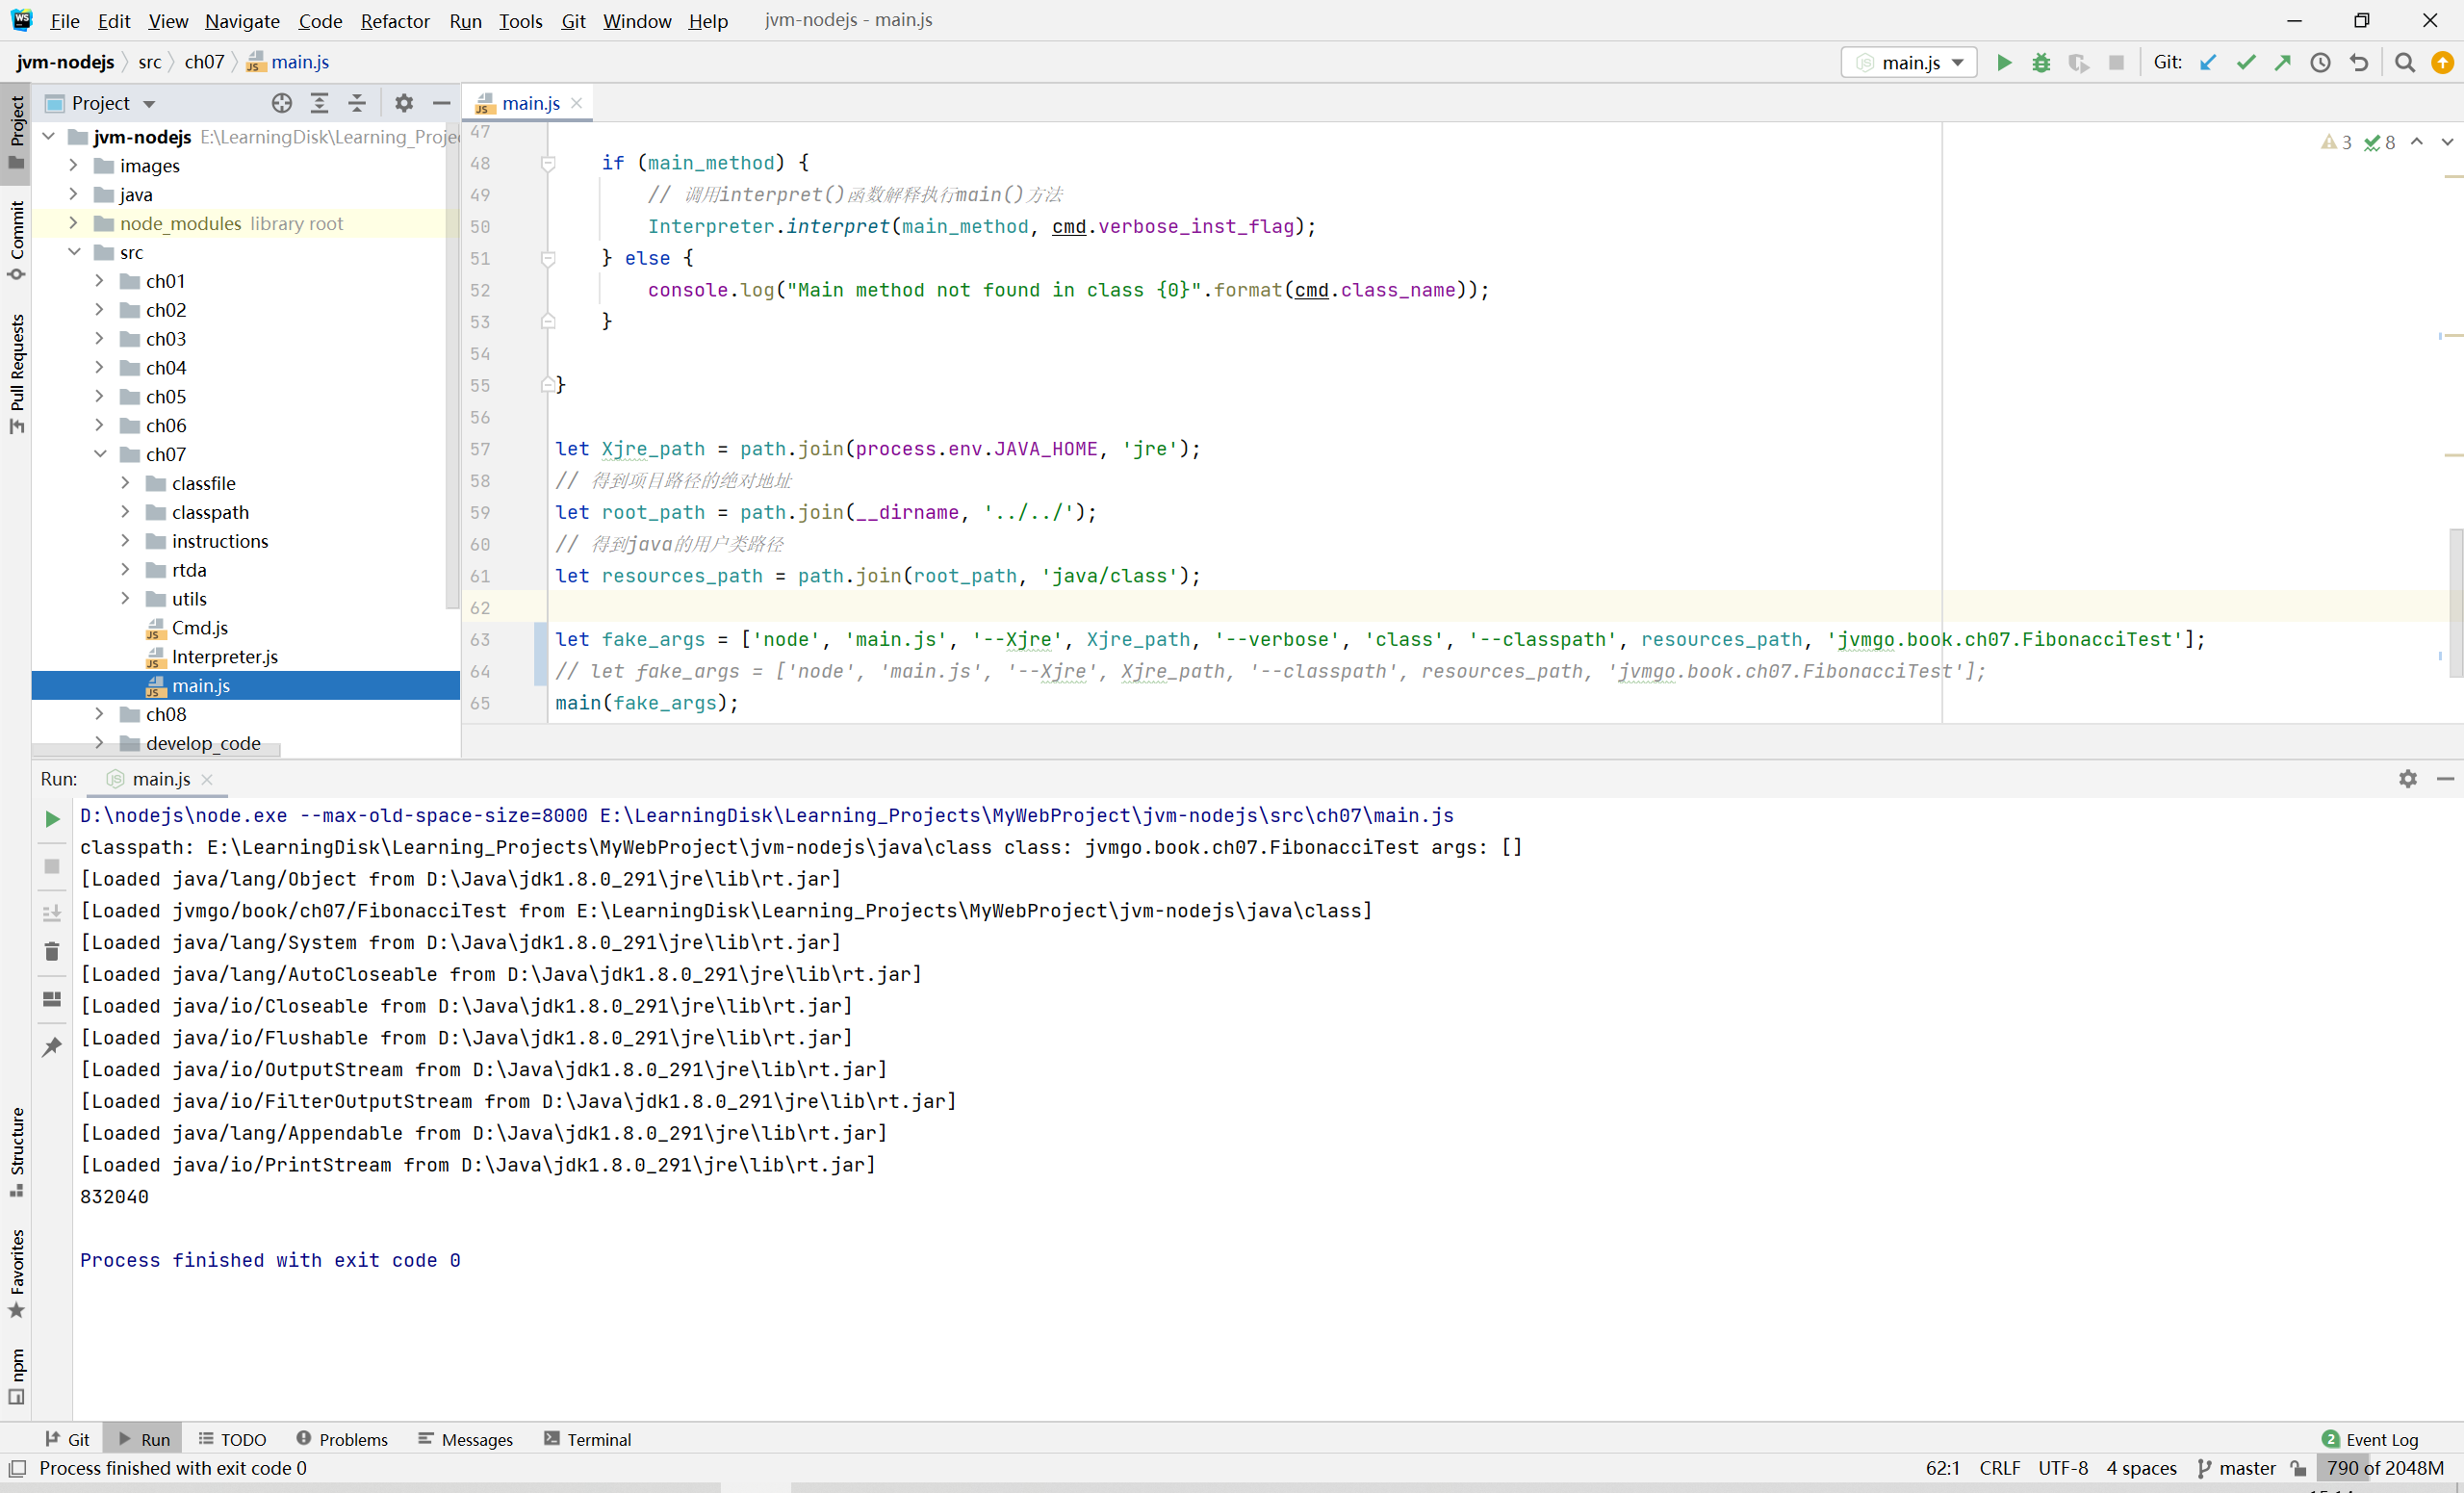 WS File Edit View Navigate Code Refactor Run Tools Git Window Help jvm-nodejs - main.js
jvm-nodejs src ch07 JS main.js
JS main.js Git:
Project
Commit
Pull Requests
Structure
Favorites
npm
Project
jvm-nodejs E:\LearningDisk\Learning_Proje
images
java
node_modules library root
src
ch01
ch02
ch03
ch04
ch05
ch06
ch07
classfile
classpath
instructions
rtda
utils
JS Cmd.js
JS Interpreter.js
JS main.js
ch08
develop_code
JS main.js
3 8
47
48 if (main_method) {
49 // 调用interpret()函数解释执行main()方法
50 Interpreter.interpret(main_method, cmd.verbose_inst_flag);
51 } else {
52 console.log("Main method not found in class {0}".format(cmd.class_name));
53 }
54
55 }
56
57 let Xjre_path = path.join(process.env.JAVA_HOME, 'jre');
58 // 得到项目路径的绝对地址
59 let root_path = path.join(__dirname, '../../');
60 // 得到java的用户类路径
61 let resources_path = path.join(root_path, 'java/class');
62
63 let fake_args = ['node', 'main.js', '--Xjre', Xjre_path, '--verbose', 'class', '--classpath', resources_path, 'jvmgo.book.ch07.FibonacciTest'];
64 // let fake_args = ['node', 'main.js', '--Xjre', Xjre_path, '--classpath', resources_path, 'jvmgo.book.ch07.FibonacciTest'];
65 main(fake_args);
Run: JS main.js
D:\nodejs\node.exe --max-old-space-size=8000 E:\LearningDisk\Learning_Projects\MyWebProject\jvm-nodejs\src\ch07\main.js
classpath: E:\LearningDisk\Learning_Projects\MyWebProject\jvm-nodejs\java\class class: jvmgo.book.ch07.FibonacciTest args: []
[Loaded java/lang/Object from D:\Java\jdk1.8.0_291\jre\lib\rt.jar]
[Loaded jvmgo/book/ch07/FibonacciTest from E:\LearningDisk\Learning_Projects\MyWebProject\jvm-nodejs\java\class]
[Loaded java/lang/System from D:\Java\jdk1.8.0_291\jre\lib\rt.jar]
[Loaded java/lang/AutoCloseable from D:\Java\jdk1.8.0_291\jre\lib\rt.jar]
[Loaded java/io/Closeable from D:\Java\jdk1.8.0_291\jre\lib\rt.jar]
[Loaded java/io/Flushable from D:\Java\jdk1.8.0_291\jre\lib\rt.jar]
[Loaded java/io/OutputStream from D:\Java\jdk1.8.0_291\jre\lib\rt.jar]
[Loaded java/io/FilterOutputStream from D:\Java\jdk1.8.0_291\jre\lib\rt.jar]
[Loaded java/lang/Appendable from D:\Java\jdk1.8.0_291\jre\lib\rt.jar]
[Loaded java/io/PrintStream from D:\Java\jdk1.8.0_291\jre\lib\rt.jar]
832040
Process finished with exit code 0
Git Run TODO Problems Messages Terminal 2 Event Log
Process finished with exit code 0 62:1 CRLF UTF-8 4 spaces master 790 of 2048M